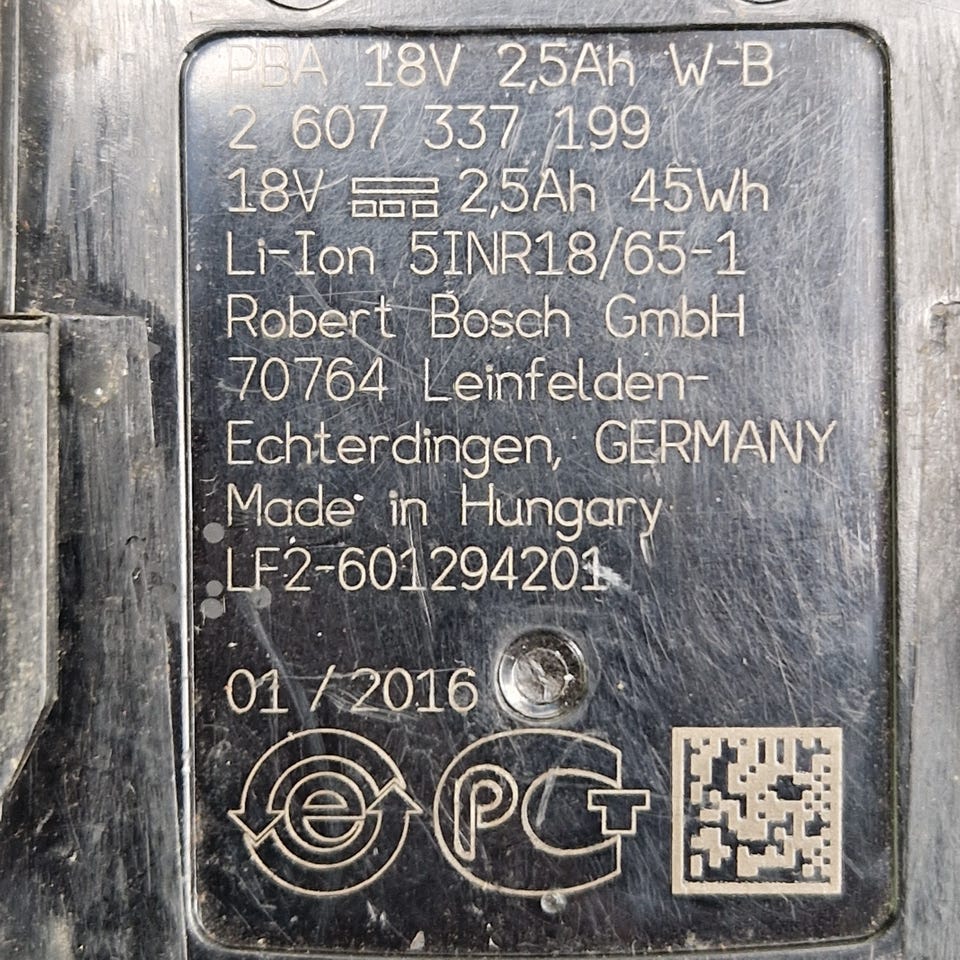 PBA 18V 2,5Ah W-B
2 607 337 199
18V 2,5Ah 45Wh
Li-Ion 5INR18/65-1
Robert Bosch GmbH
70764 Leinfelden-
Echterdingen, GERMANY
Made in Hungary
LF2-601294201
01 / 2016
e PCT